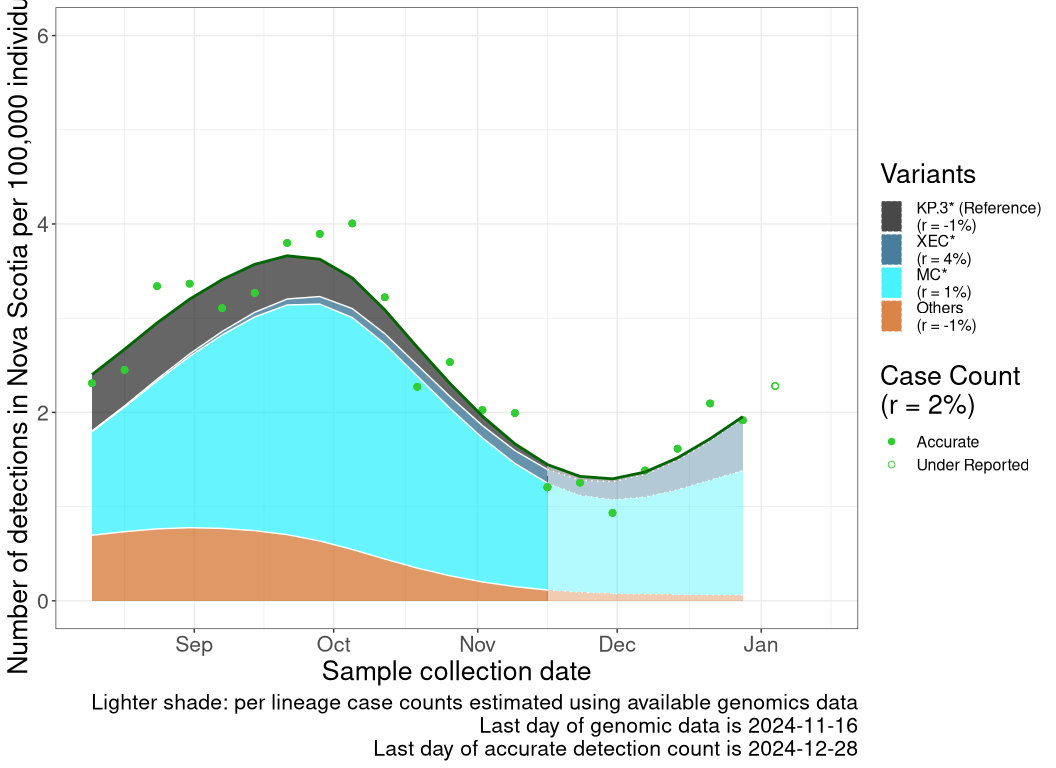 Number of detections in Nova Scotia per 100,000 individu
6
4
2
0
Sep
Oct
Nov
Dec
Jan
Sample collection date
Lighter shade: per lineage case counts estimated using available genomics data
Last day of genomic data is 2024-11-16
Last day of accurate detection count is 2024-12-28
Variants
KP.3* (Reference)
(r = -1%)
XEC*
(r = 4%)
MC*
(r = 1%)
Others
(r = -1%)
Case Count
(r = 2%)
Accurate
Under Reported